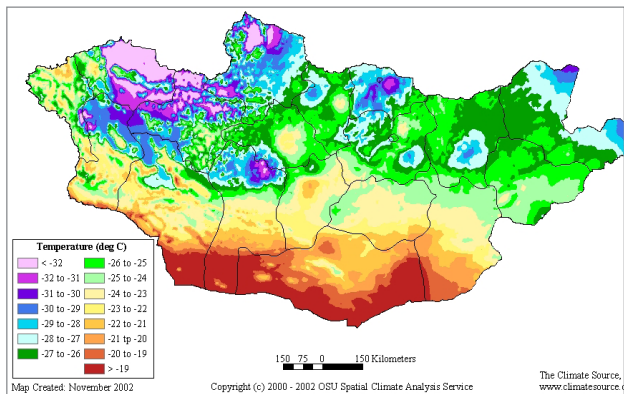 Temperature (deg C)
< -32
-32 to -31
-31 to -30
-30 to -29
-29 to -28
-28 to -27
-27 to -26
-26 to -25
-25 to -24
-24 to -23
-23 to -22
-22 to -21
-21 tp -20
-20 to -19
> -19
150 75 0 150 Kilometers
Map Created: November 2002
Copyright (c) 2000 - 2002 OSU Spatial Climate Analysis Service
The Climate Source,
www.climatesource.c